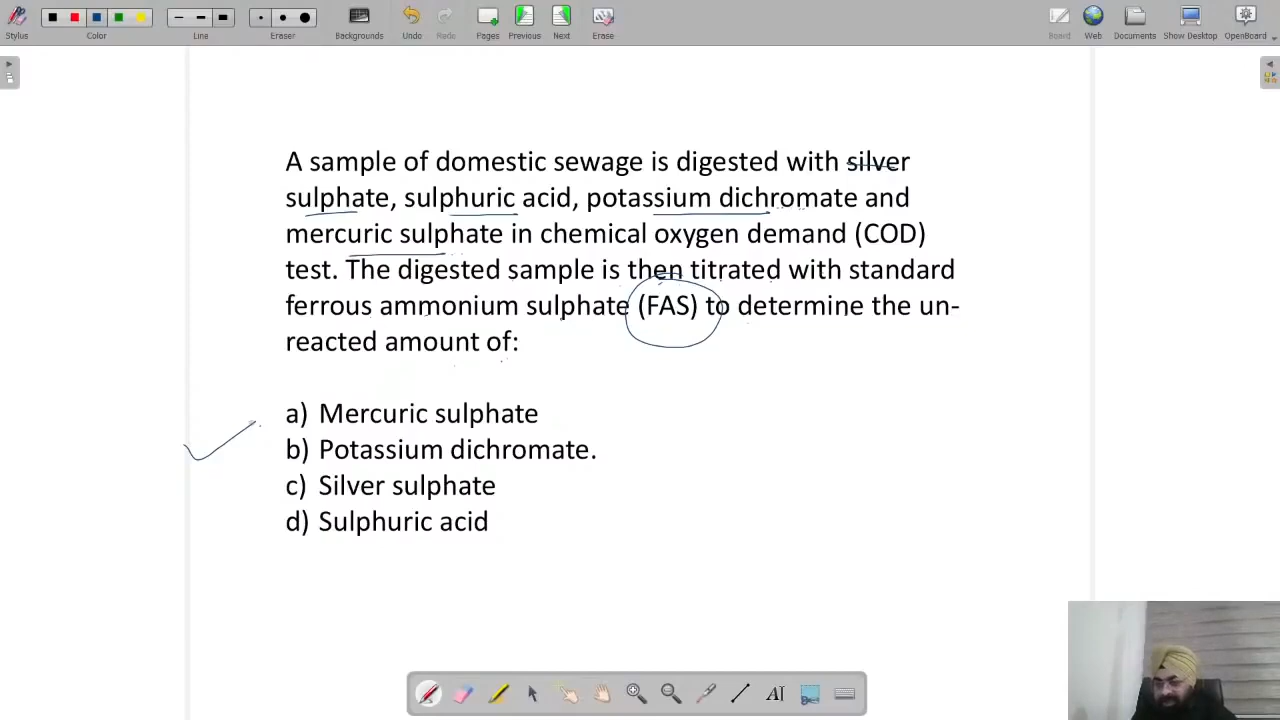 Stylus Color Line Eraser Backgrounds Undo Redo Pages Previous Next Erase Board Web Documents Show Desktop OpenBoard
A sample of domestic sewage is digested with silver
sulphate, sulphuric acid, potassium dichromate and
mercuric sulphate in chemical oxygen demand (COD)
test. The digested sample is then titrated with standard
ferrous ammonium sulphate (FAS) to determine the un-
reacted amount of:
a) Mercuric sulphate
b) Potassium dichromate.
c) Silver sulphate
d) Sulphuric acid
AI